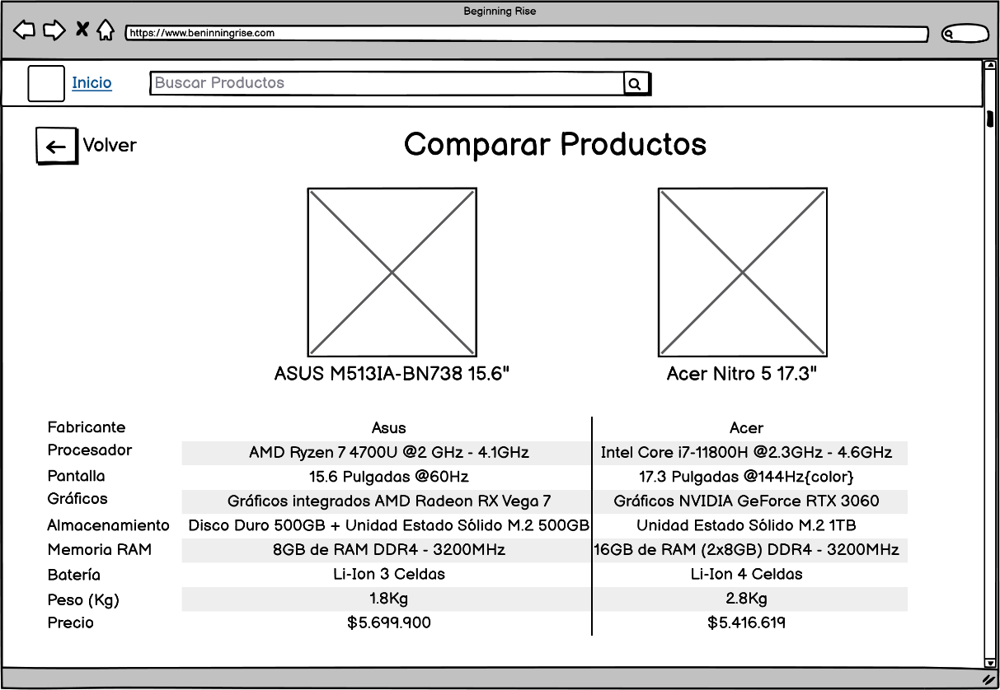 Beginning Rise
https://www.beninningrise.com
Inicio
Buscar Productos
Volver
Comparar Productos
ASUS M513IA-BN738 15.6"
Acer Nitro 5 17.3"
Fabricante Asus Acer
Procesador AMD Ryzen 7 4700U @2 GHz - 4.1GHz Intel Core i7-11800H @2.3GHz - 4.6GHz
Pantalla 15.6 Pulgadas @60Hz 17.3 Pulgadas @144Hz{color}
Gráficos Gráficos integrados AMD Radeon RX Vega 7 Gráficos NVIDIA GeForce RTX 3060
Almacenamiento Disco Duro 500GB + Unidad Estado Sólido M.2 500GB Unidad Estado Sólido M.2 1TB
Memoria RAM 8GB de RAM DDR4 - 3200MHz 16GB de RAM (2x8GB) DDR4 - 3200MHz
Batería Li-Ion 3 Celdas Li-Ion 4 Celdas
Peso (Kg) 1.8Kg 2.8Kg
Precio $5.699.900 $5.416.619